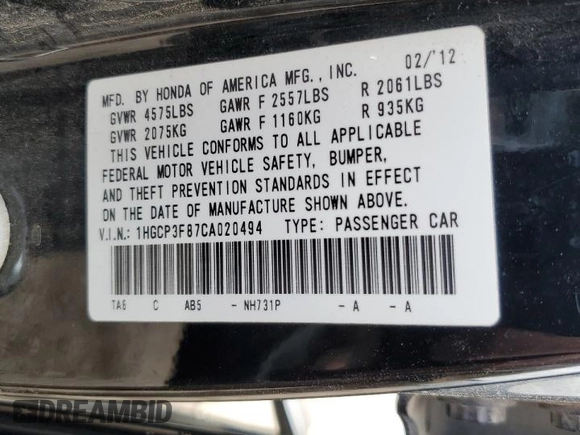 MFD. BY HONDA OF AMERICA MFG., INC. 02/'12
GVWR 4575LBS GAWR F 2557LBS R 2061LBS
GVWR 2075KG GAWR F 1160KG R 935KG
THIS VEHICLE CONFORMS TO ALL APPLICABLE
FEDERAL MOTOR VEHICLE SAFETY, BUMPER,
AND THEFT PREVENTION STANDARDS IN EFFECT
ON THE DATE OF MANUFACTURE SHOWN ABOVE.
V.I.N.: 1HGCP3F87CA020494 TYPE: PASSENGER CAR
TA6 C AB5 - NH731P - A - A
DREAMBID